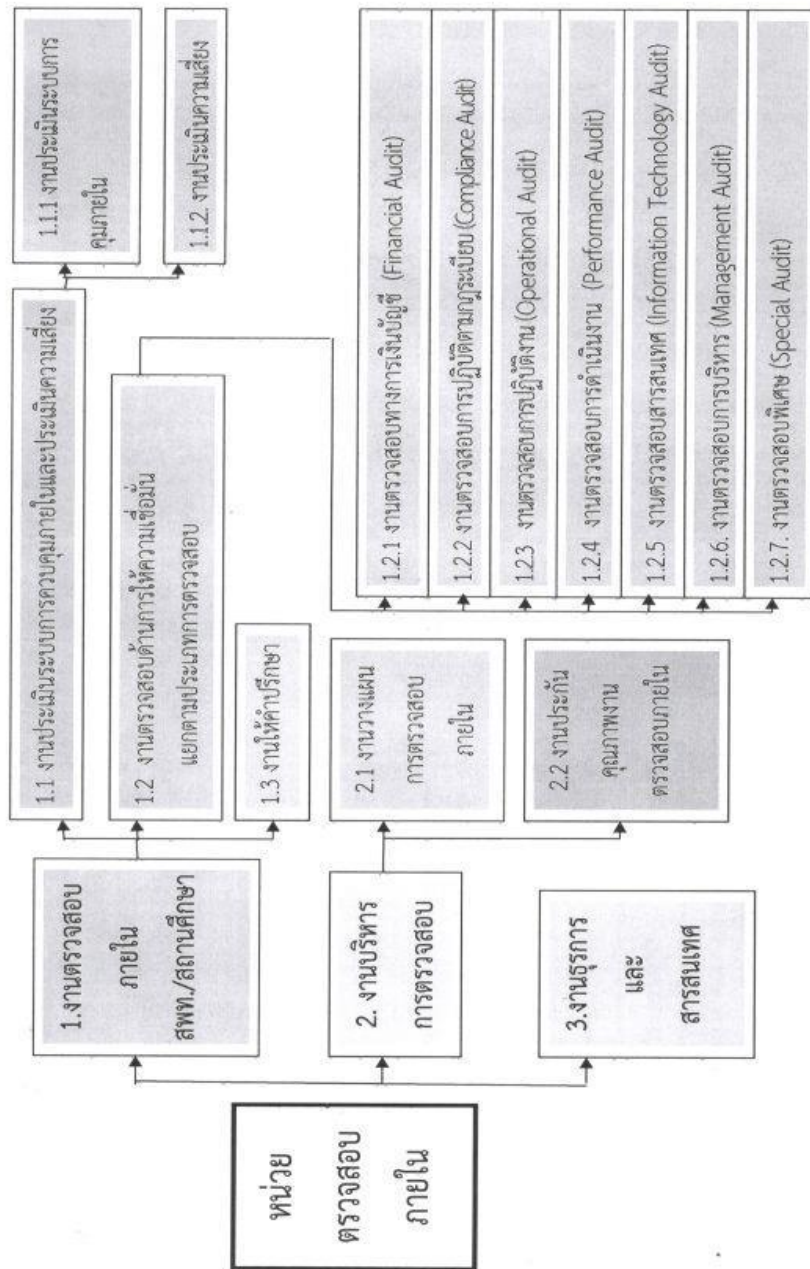 หน่วย
ตรวจสอบ
ภายใน
1.งานตรวจสอบ
ภายใน
สพท./สถานศึกษา
1.1 งานประเมินระบบการควบคุมภายในและประเมินความเสี่ยง
1.1.1 งานประเมินระบบการ
คุมภายใน
1.1.2. งานประเมินความเสี่ยง
1.2 งานตรวจสอบด้านการให้ความเชื่อมั่น
แยกตามประเภทการตรวจสอบ
1.2.1 งานตรวจสอบทางการเงินบัญชี (Financial Audit)
1.2.2 งานตรวจสอบการปฏิบัติตามกฎระเบียบ (Compliance Audit)
1.2.3 งานตรวจสอบการปฏิบัติงาน (Operational Audit)
1.2.4 งานตรวจสอบการดำเนินงาน (Performance Audit)
1.2.5 งานตรวจสอบสารสนเทศ (Information Technology Audit)
1.2.6. งานตรวจสอบการบริหาร (Management Audit)
1.2.7. งานตรวจสอบพิเศษ (Special Audit)
1.3 งานให้คำปรึกษา
2. งานบริหาร
การตรวจสอบ
2.1 งานวางแผน
การตรวจสอบ
ภายใน
2.2 งานประกัน
คุณภาพงาน
ตรวจสอบภายใน
3.งานธุรการ
และ
สารสนเทศ